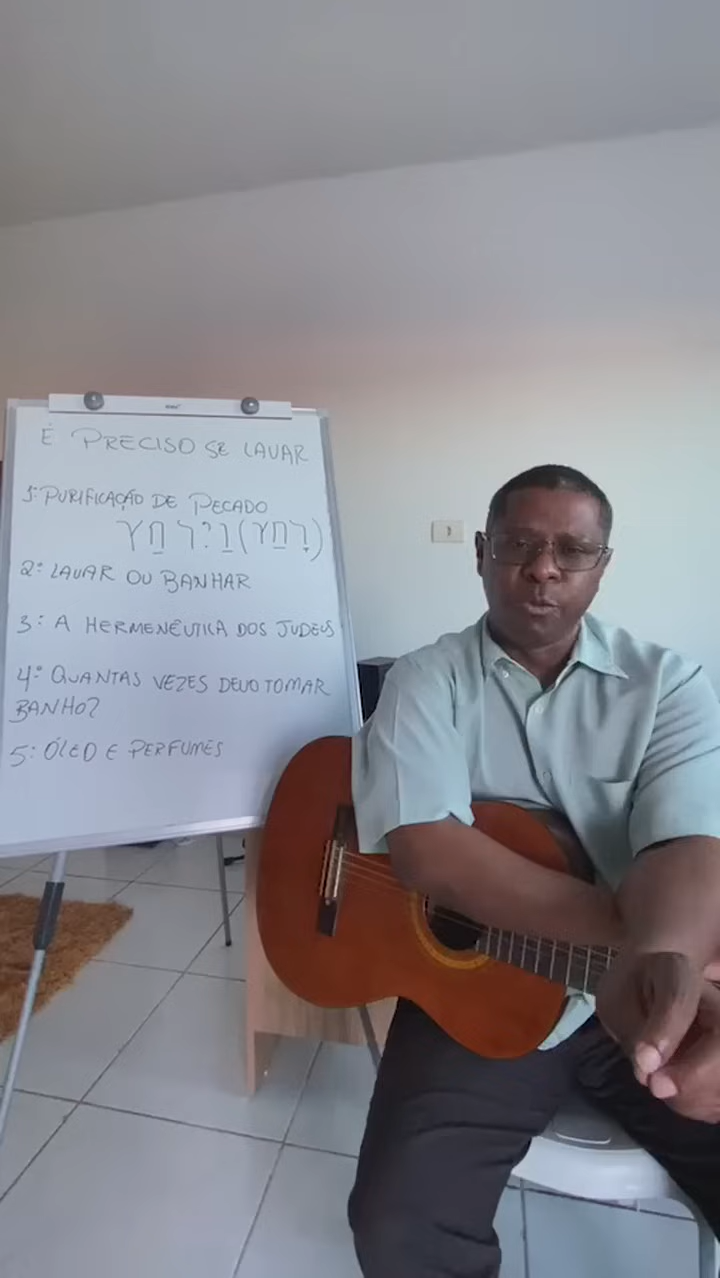 É PRECISO SE LAVAR
1: PURIFICAÇÃO DE PECADO
2º LAVAR OU BANHAR
3: A HERMENÊUTICA DOS JUDEUS
4º QUANTAS VEZES DEVO TOMAR
BANHO?
5: ÓLEO E PERFUMES